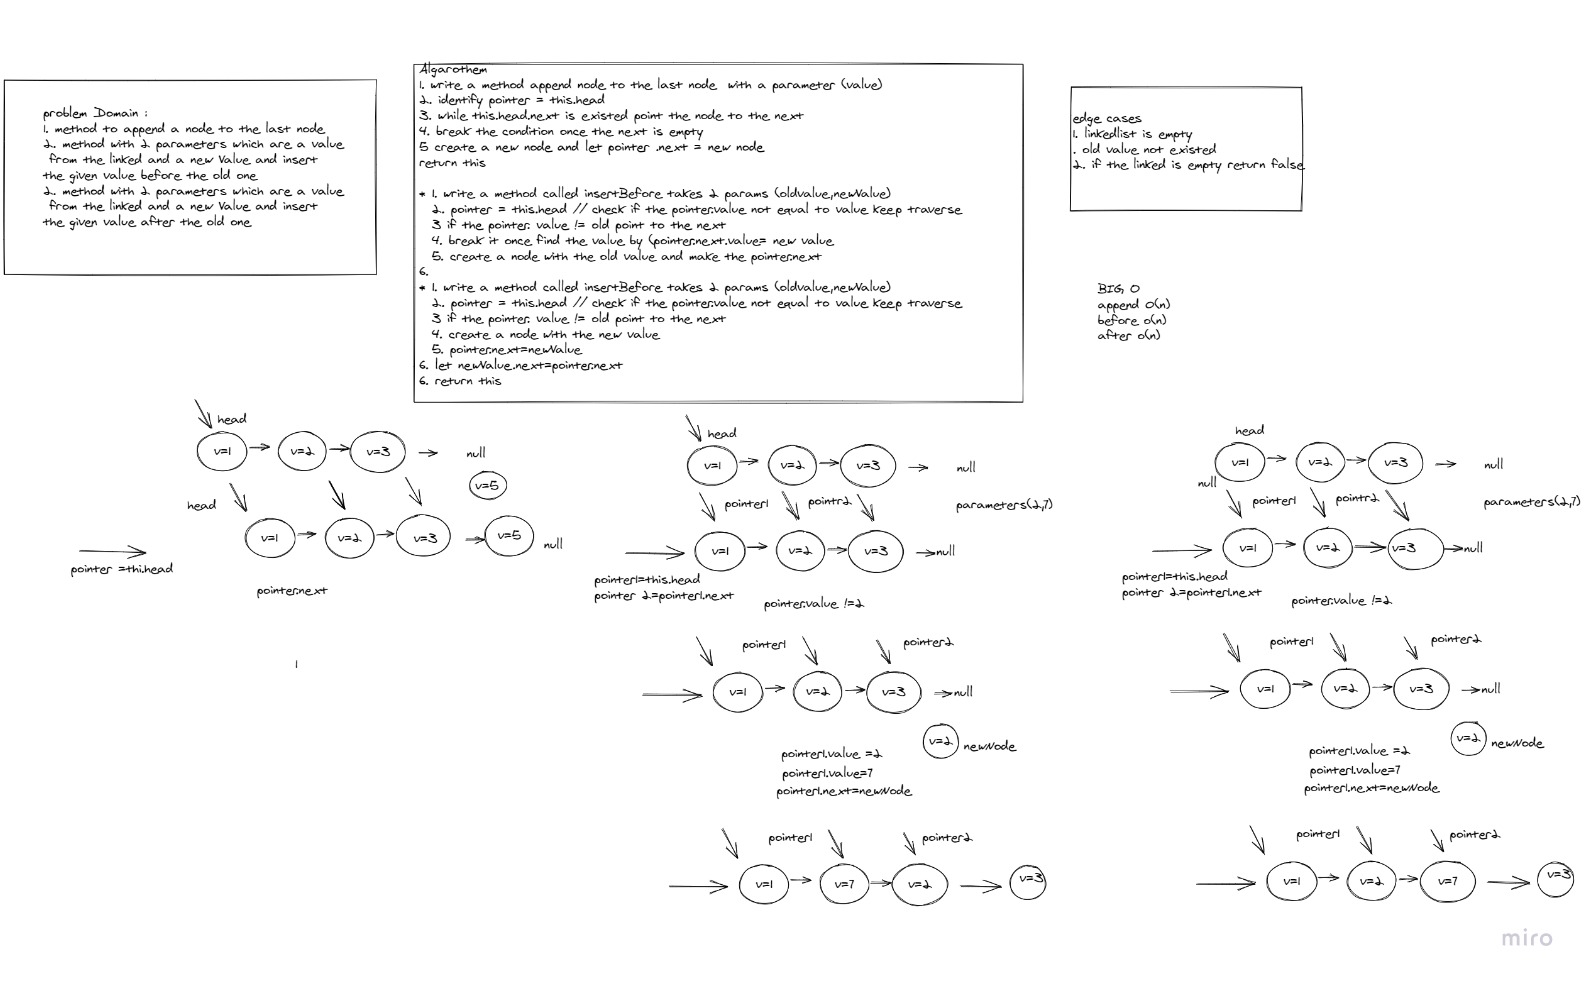 problem Domain :
1. method to append a node to the last node
2. method with 2 parameters which are a value
from the linked and a new Value and insert
the given value before the old one
2. method with 2 parameters which are a value
from the linked and a new Value and insert
the given value after the old one
Algarothem
1. write a method append node to the last node with a parameter (value)
2. identify pointer = this.head
3. while this.head.next is existed point the node to the next
4. break the condition once the next is empty
5 create a new node and let pointer .next = new node
return this
* 1. write a method called insertBefore takes 2 params (oldvalue,newValue)
2. pointer = this.head // check if the pointer.value not equal to value keep traverse
3 if the pointer. value != old point to the next
4. break it once find the value by (pointer.next.value= new value
5. create a node with the old value and make the pointer.next
6.
* 1. write a method called insertBefore takes 2 params (oldvalue,newValue)
2. pointer = this.head // check if the pointer.value not equal to value keep traverse
3 if the pointer. value != old point to the next
4. create a node with the new value
5. pointer.next=newValue
6. let newValue.next=pointer.next
6. return this
edge cases
1. linkedlist is empty
. old value not existed
2. if the linked is empty return false
BIG O
append O(n)
before o(n)
after o(n)
head
v=1
v=2
v=3
null
v=5
head
v=1
v=2
v=3
v=5
null
pointer =thi.head
pointer.next
1
head
v=1
v=2
v=3
null
pointer1
pointr2
parameters(2,7)
v=1
v=2
v=3
null
pointer1=this.head
pointer 2=pointer1.next
pointer.value !=2
pointer1
pointer2
v=1
v=2
v=3
null
v=2
newNode
pointer1.value =2
pointer1.value=7
pointer1.next=newNode
pointer1
pointer2
v=1
v=7
v=2
v=3
head
v=1
v=2
v=3
null
null
pointer1
pointr2
parameters(2,7)
v=1
v=2
v=3
null
pointer1=this.head
pointer 2=pointer1.next
pointer.value !=2
pointer1
pointer2
v=1
v=2
v=3
null
v=2
newNode
pointer1.value =2
pointer1.value=7
pointer1.next=newNode
pointer1
pointer2
v=1
v=2
v=7
v=3
miro